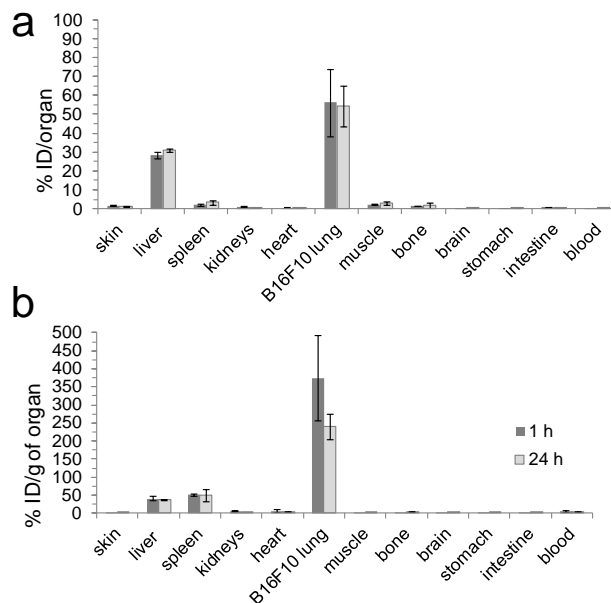 a
% ID/organ
100
90
80
70
60
50
40
30
20
10
0
skin
liver
spleen
kidneys
heart
B16F10 lung
muscle
bone
brain
stomach
intestine
blood
b
% ID/g of organ
500
450
400
350
300
250
200
150
100
50
0
1 h
24 h
skin
liver
spleen
kidneys
heart
B16F10 lung
muscle
bone
brain
stomach
intestine
blood